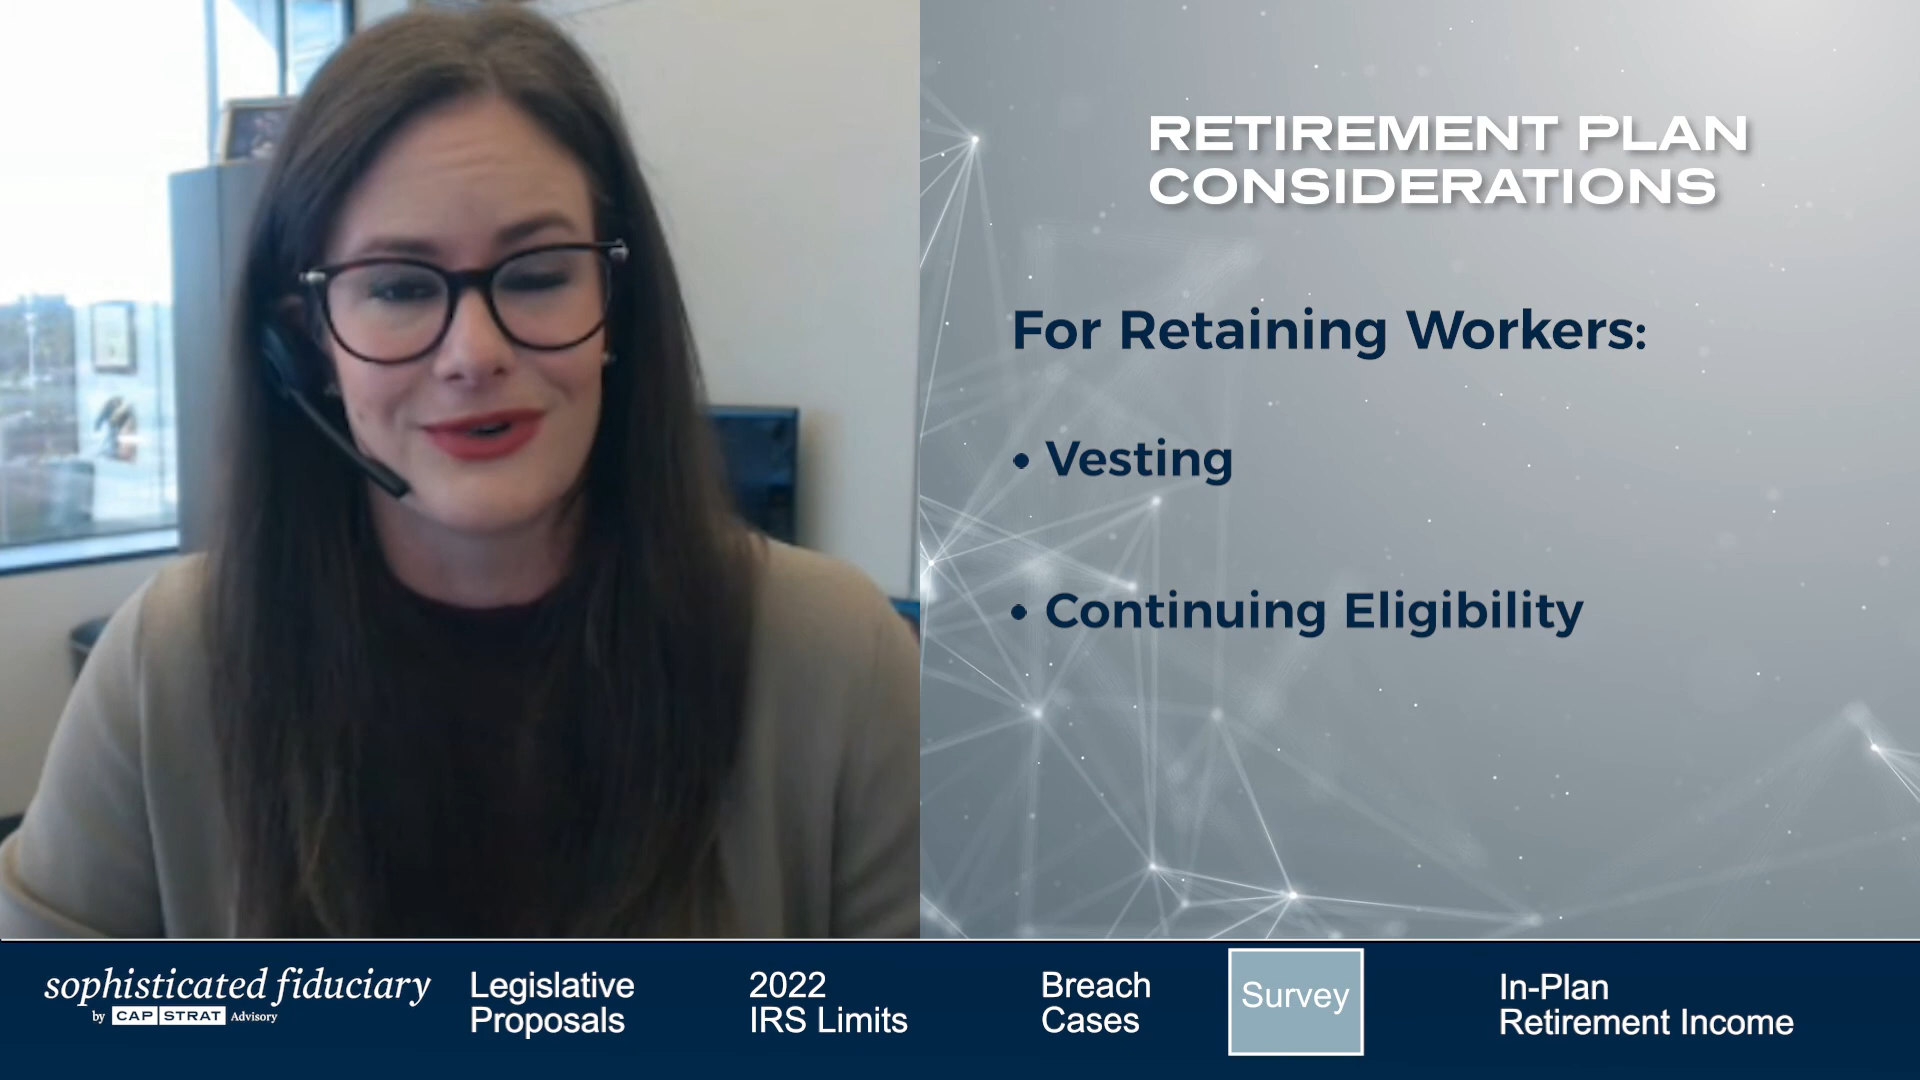 RETIREMENT PLAN
CONSIDERATIONS
For Retaining Workers:
• Vesting
• Continuing Eligibility
sophisticated fiduciary
by CAP STRAT Advisory
Legislative
Proposals
2022
IRS Limits
Breach
Cases
Survey
In-Plan
Retirement Income